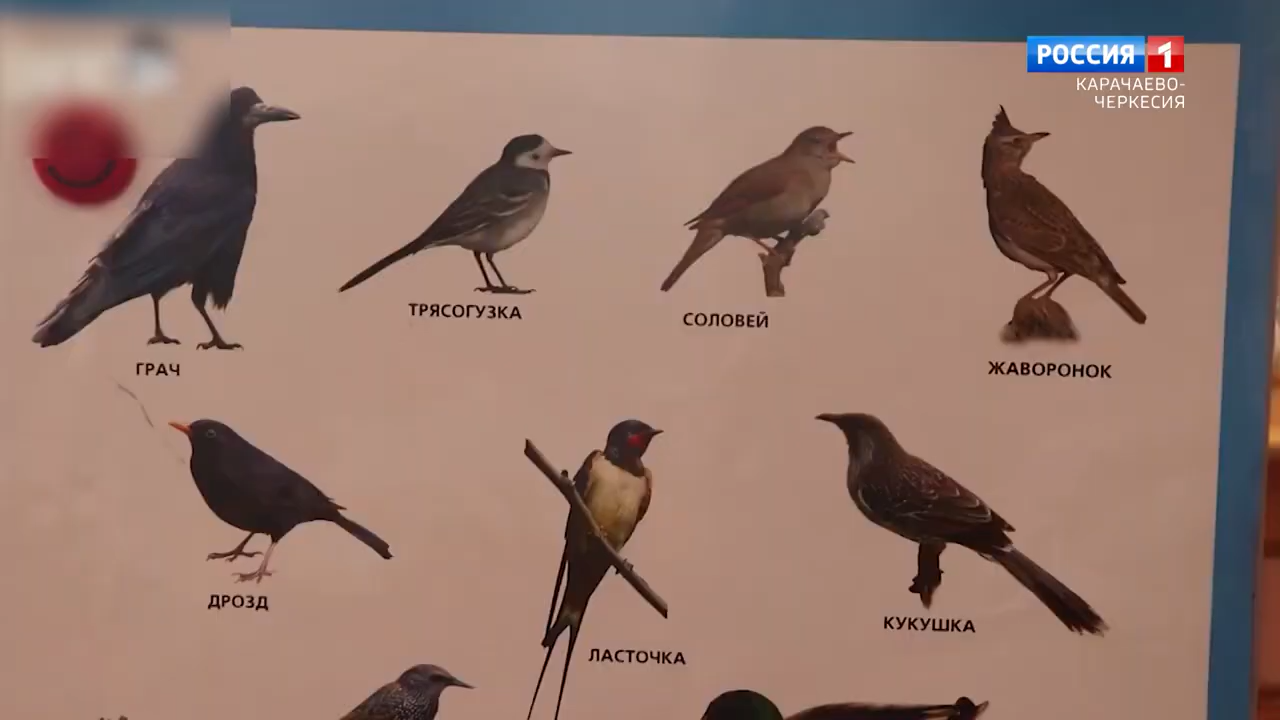 РОССИЯ 1
КАРАЧАЕВО-
ЧЕРКЕСИЯ
ТРЯСОГУЗКА
СОЛОВЕЙ
ГРАЧ
ЖАВОРОНОК
ДРОЗД
КУКУШКА
ЛАСТОЧКА